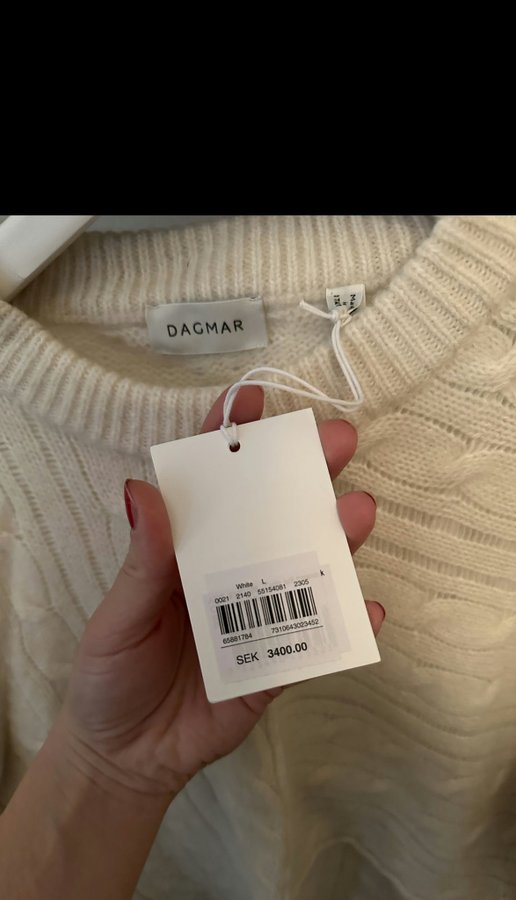 DAGMAR
White L
k
0021 2140 55154081 2305
65881784 7310643023452
SEK 3400.00